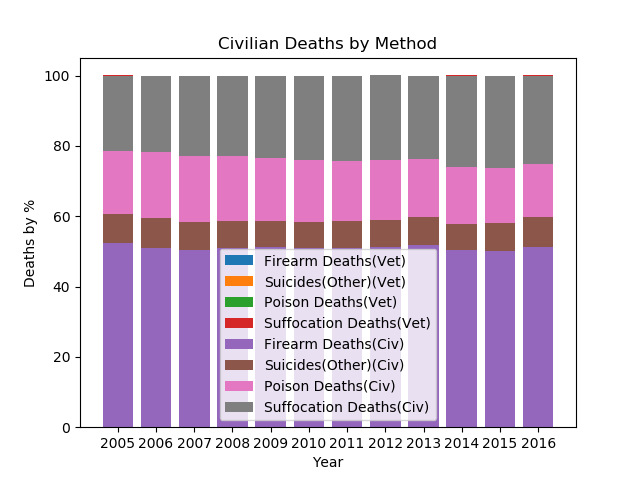 Civilian Deaths by Method
Deaths by %
100
80
60
40
20
0
Firearm Deaths(Vet)
Suicides(Other)(Vet)
Poison Deaths(Vet)
Suffocation Deaths(Vet)
Firearm Deaths(Civ)
Suicides(Other)(Civ)
Poison Deaths(Civ)
Suffocation Deaths(Civ)
2005 2006 2007 2008 2009 2010 2011 2012 2013 2014 2015 2016
Year